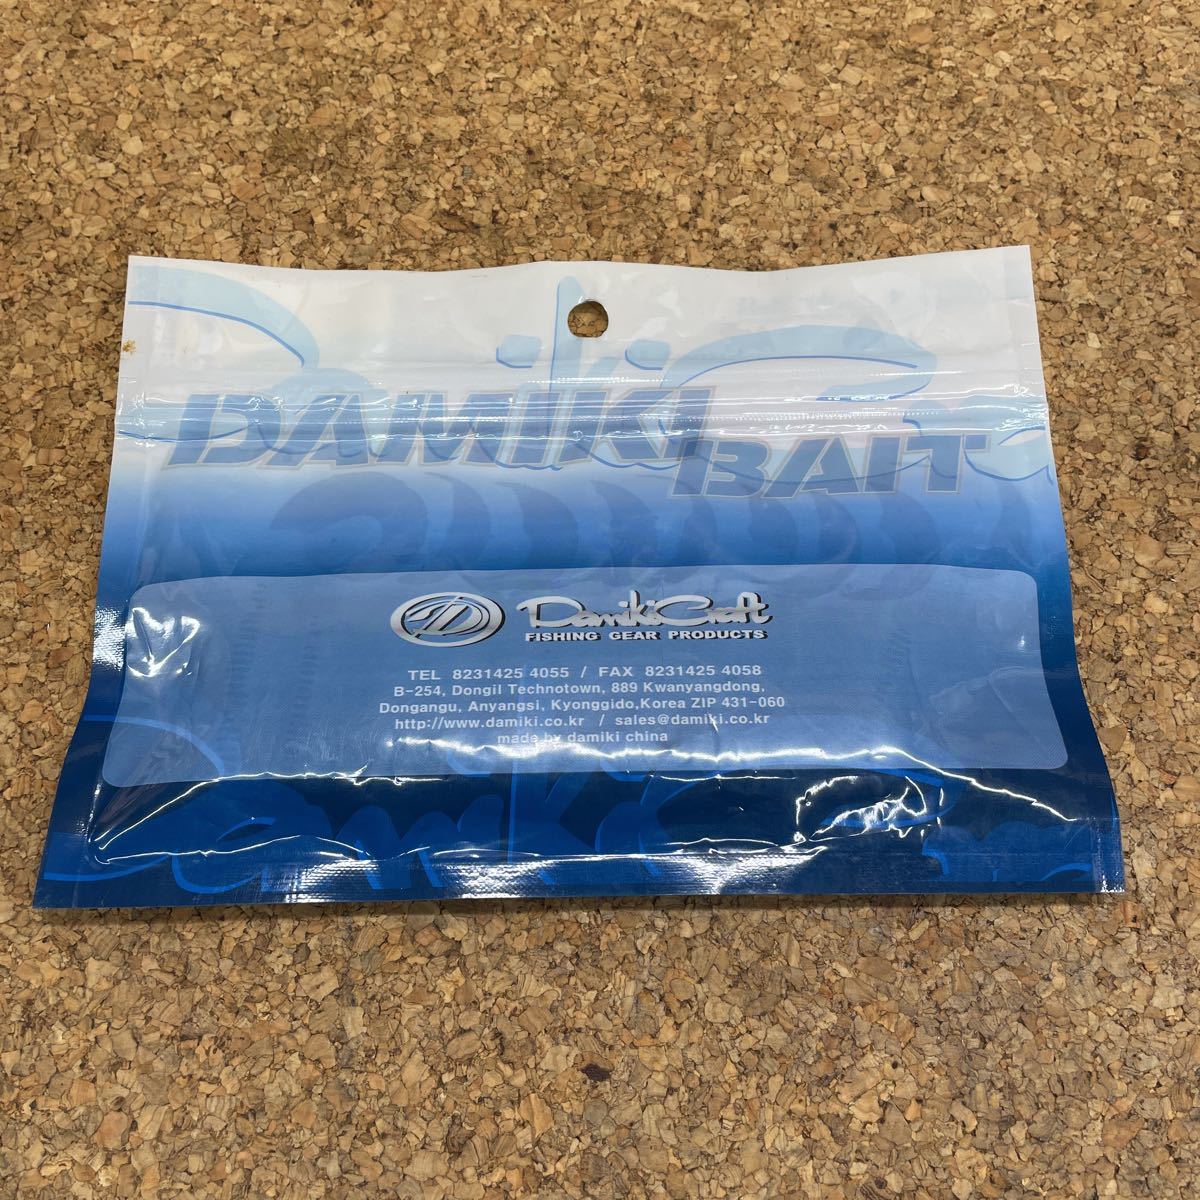 DAMIKI BAIT
DamikiCraft
FISHING GEAR PRODUCTS
TEL 8231425 4055 / FAX 8231425 4058
B-254, Dongil Technotown, 889 Kwanyangdong,
Dongangu, Anyangsi, Kyonggido,Korea ZIP 431-060
http://www.damiki.co.kr / sales@damiki.co.kr
made by damiki china
Damiki